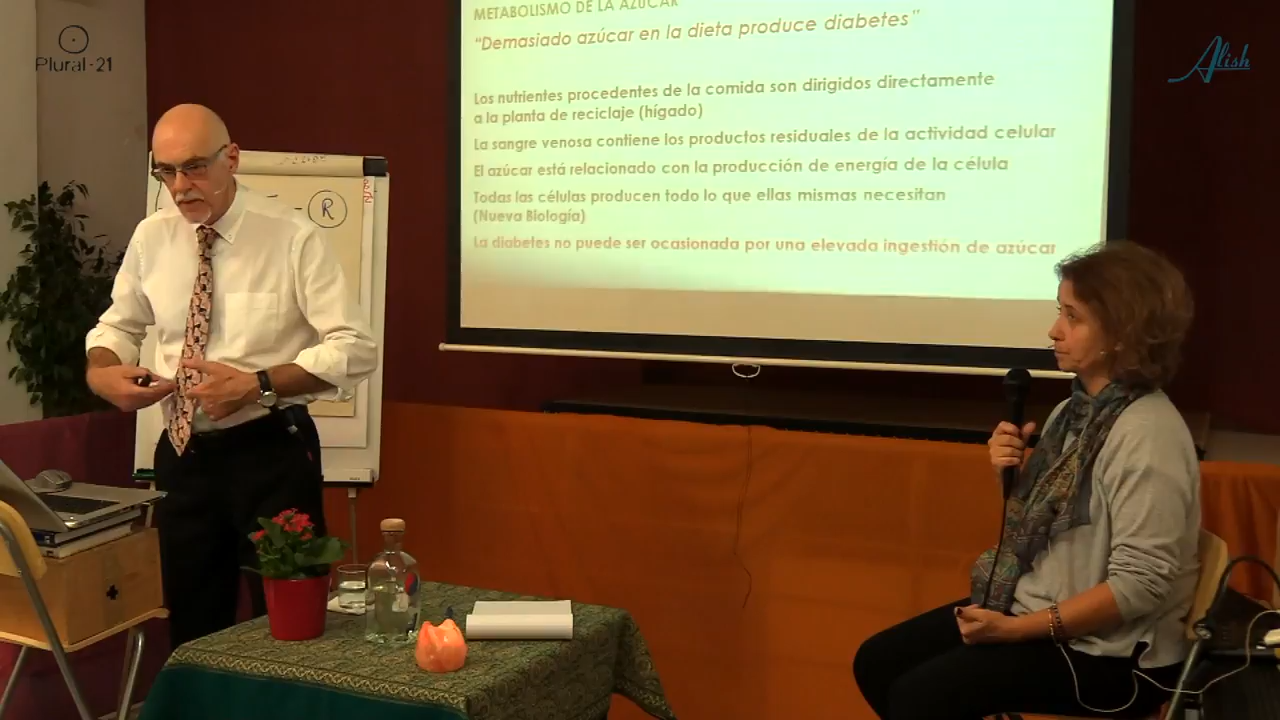 Plural-21
Alish
METABOLISMO DE LA AZÚCAR
“Demasiado azúcar en la dieta produce diabetes”
Los nutrientes procedentes de la comida son dirigidos directamente
a la planta de reciclaje (hígado)
La sangre venosa contiene los productos residuales de la actividad celular
El azúcar está relacionado con la producción de energía de la célula
Todas las células producen todo lo que ellas mismas necesitan
(Nueva Biología)
La diabetes no puede ser ocasionada por una elevada ingestión de azúcar
R